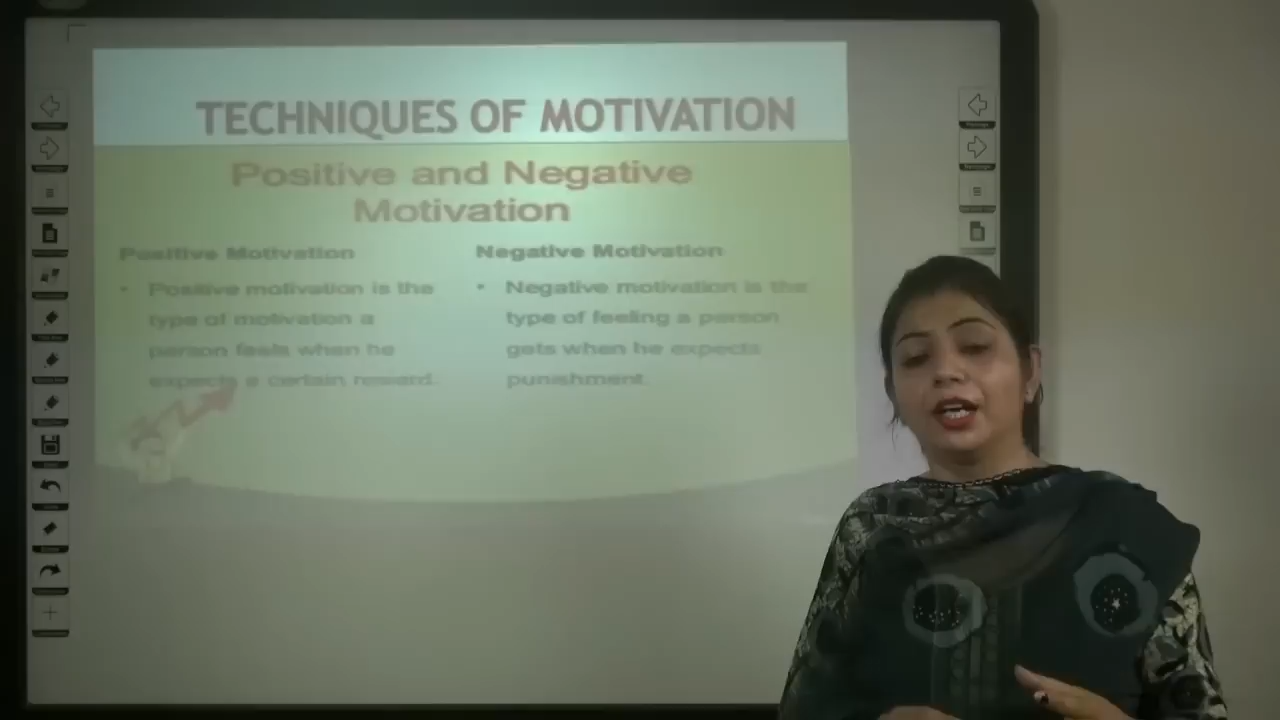 TECHNIQUES OF MOTIVATION
Positive and Negative
Motivation
Positive Motivation
• Positive motivation is the
type of motivation a
person feels when he
expects a certain reward.
Negative Motivation
• Negative motivation is the
type of feeling a person
gets when he expects
punishment.